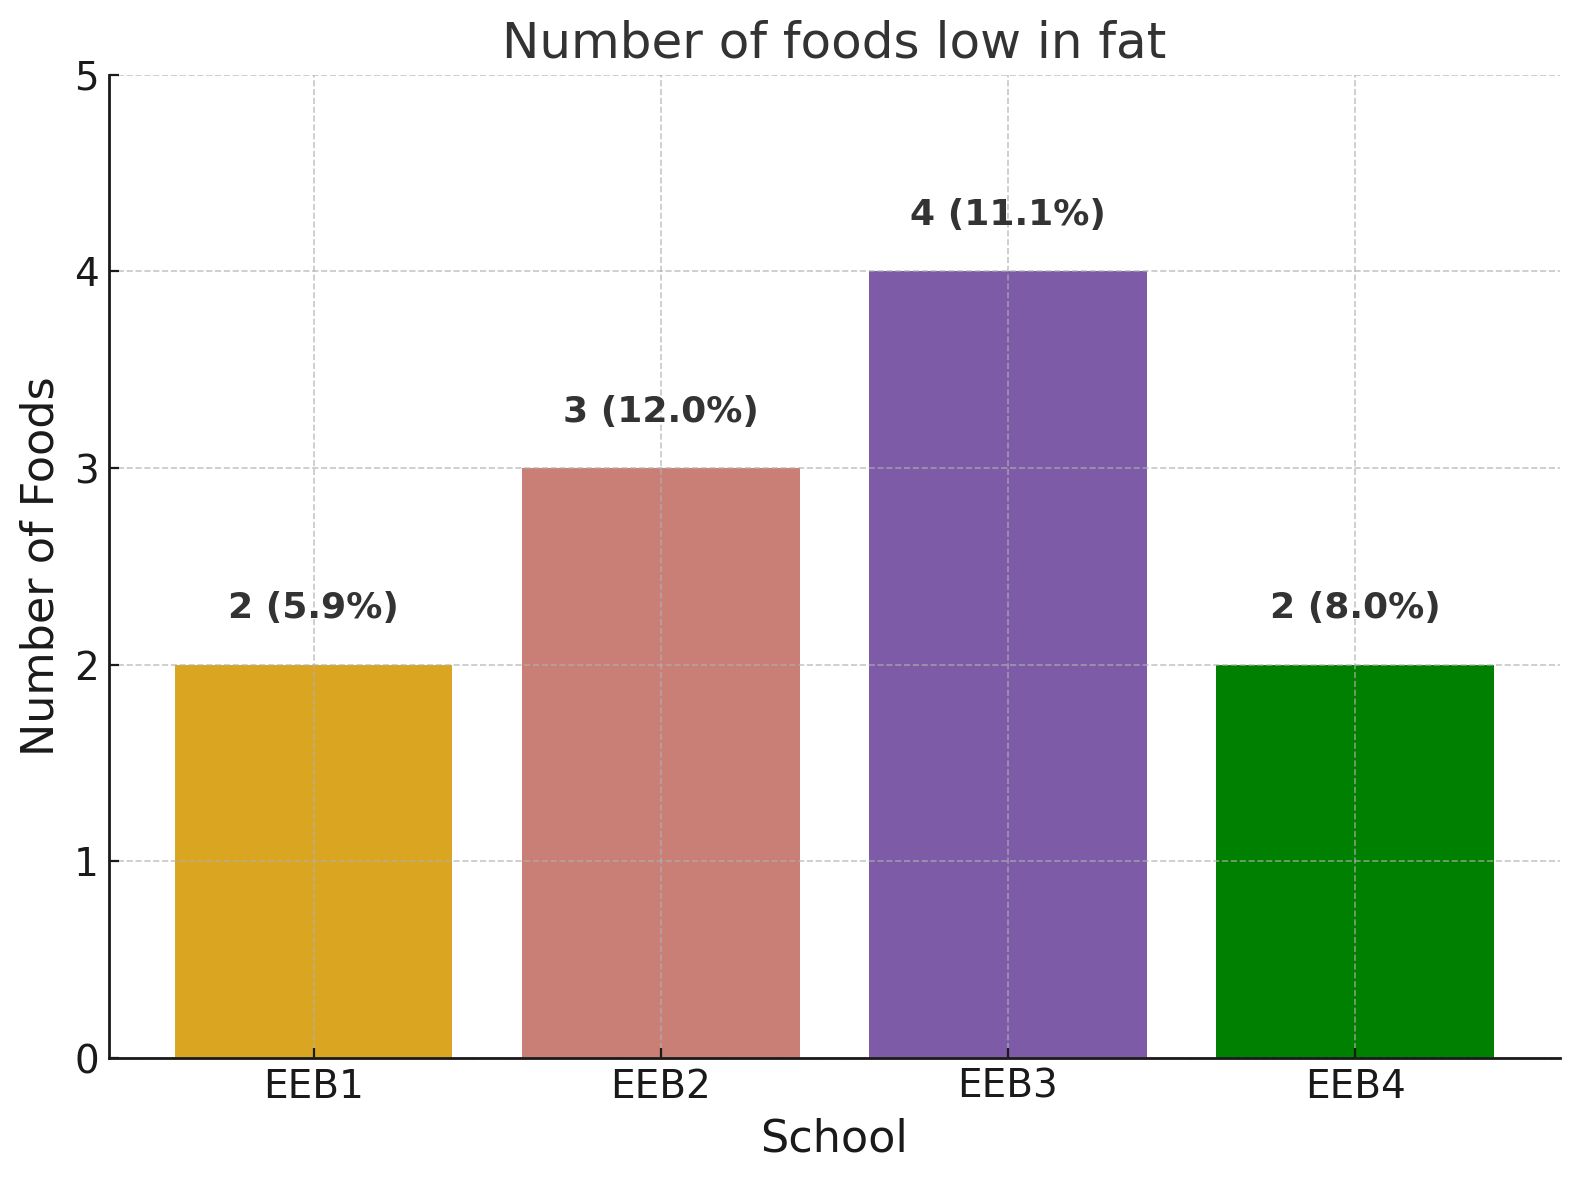 Number of foods low in fat
5
4
3
2
1
0
Number of Foods
2 (5.9%)
3 (12.0%)
4 (11.1%)
2 (8.0%)
EEB1
EEB2
EEB3
EEB4
School